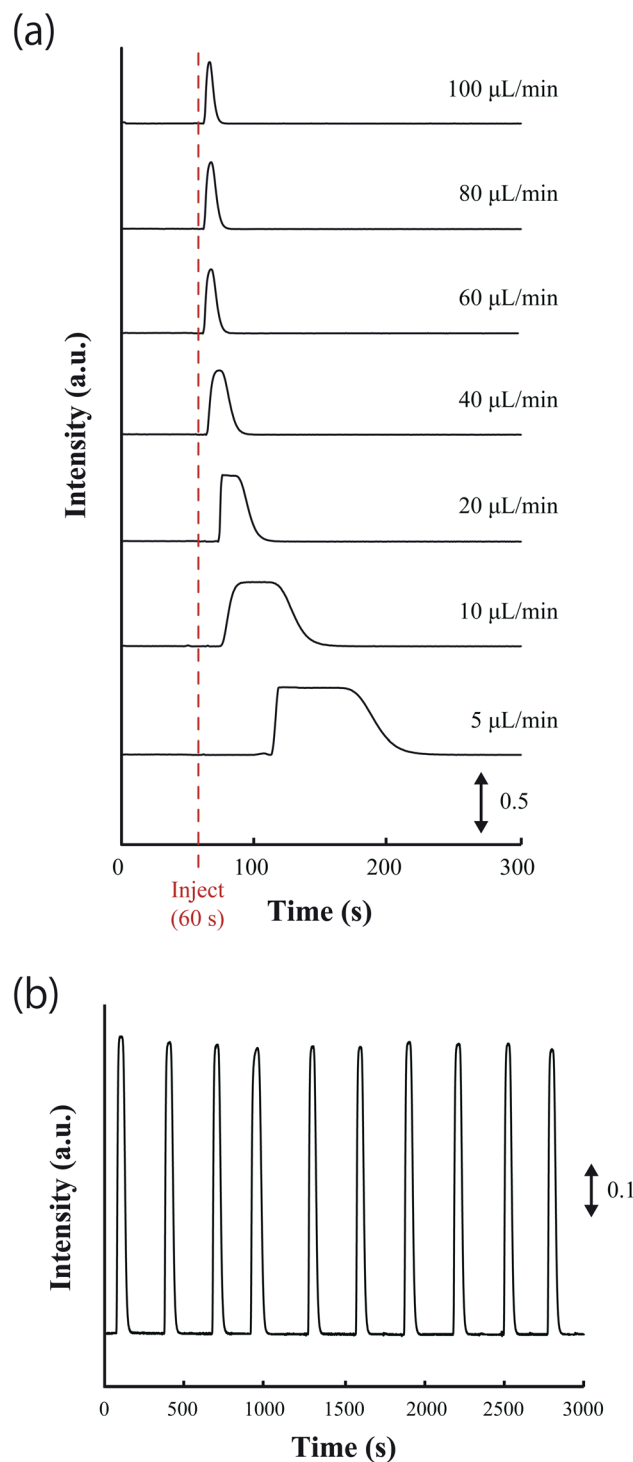 (a)
100 μL/min
80 μL/min
60 μL/min
40 μL/min
20 μL/min
10 μL/min
5 μL/min
0.5
Intensity (a.u.)
0 100 200 300
Inject
(60 s)
Time (s)
(b)
Intensity (a.u.)
0.1
0 500 1000 1500 2000 2500 3000
Time (s)